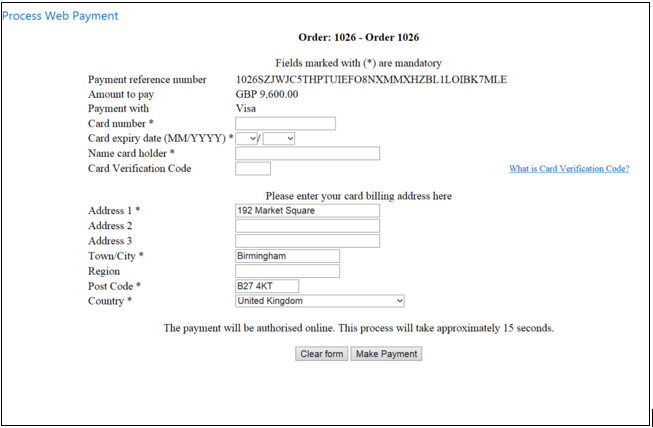 Process Web Payment
Order: 1026 - Order 1026
Fields marked with (*) are mandatory
Payment reference number 1026SZJWJC5THPTUIEFO8NXMMXHZBL1LOIBK7MLE
Amount to pay GBP 9,600.00
Payment with Visa
Card number *
Card expiry date (MM/YYYY) * /
Name card holder *
Card Verification Code What is Card Verification Code?
Please enter your card billing address here
Address 1 * 192 Market Square
Address 2
Address 3
Town/City * Birmingham
Region
Post Code * B27 4KT
Country * United Kingdom
The payment will be authorised online. This process will take approximately 15 seconds.
Clear form Make Payment